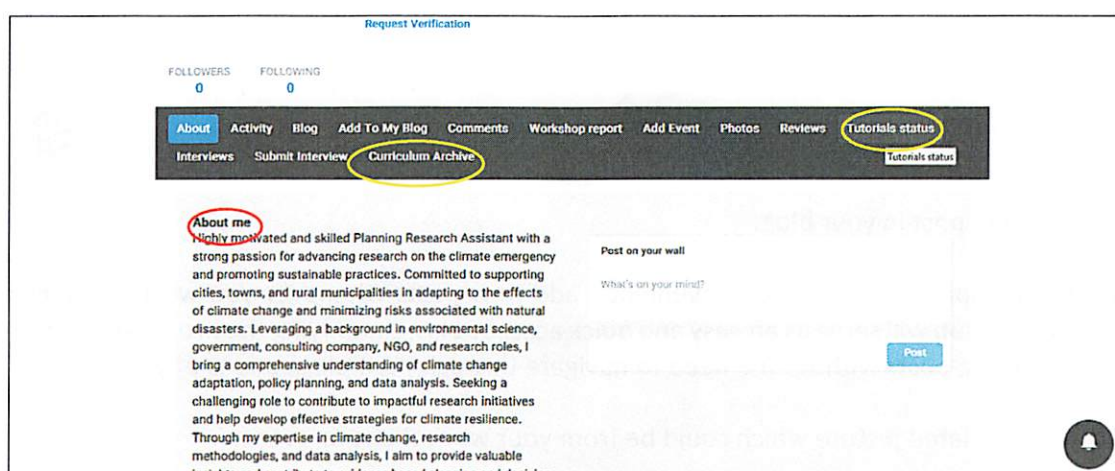 Request Verification
FOLLOWERS FOLLOWING
0 0
About Activity Blog Add To My Blog Comments Workshop report Add Event Photos Reviews Tutorials status
Interviews Submit Interview Curriculum Archive Tutorials status
About me
Highly motivated and skilled Planning Research Assistant with a
strong passion for advancing research on the climate emergency
and promoting sustainable practices. Committed to supporting
cities, towns, and rural municipalities in adapting to the effects
of climate change and minimizing risks associated with natural
disasters. Leveraging a background in environmental science,
government, consulting company, NGO, and research roles, I
bring a comprehensive understanding of climate change
adaptation, policy planning, and data analysis. Seeking a
challenging role to contribute to impactful research initiatives
and help develop effective strategies for climate resilience.
Through my expertise in climate change, research
methodologies, and data analysis, I aim to provide valuable
Post on your wall
What's on your mind?
Post